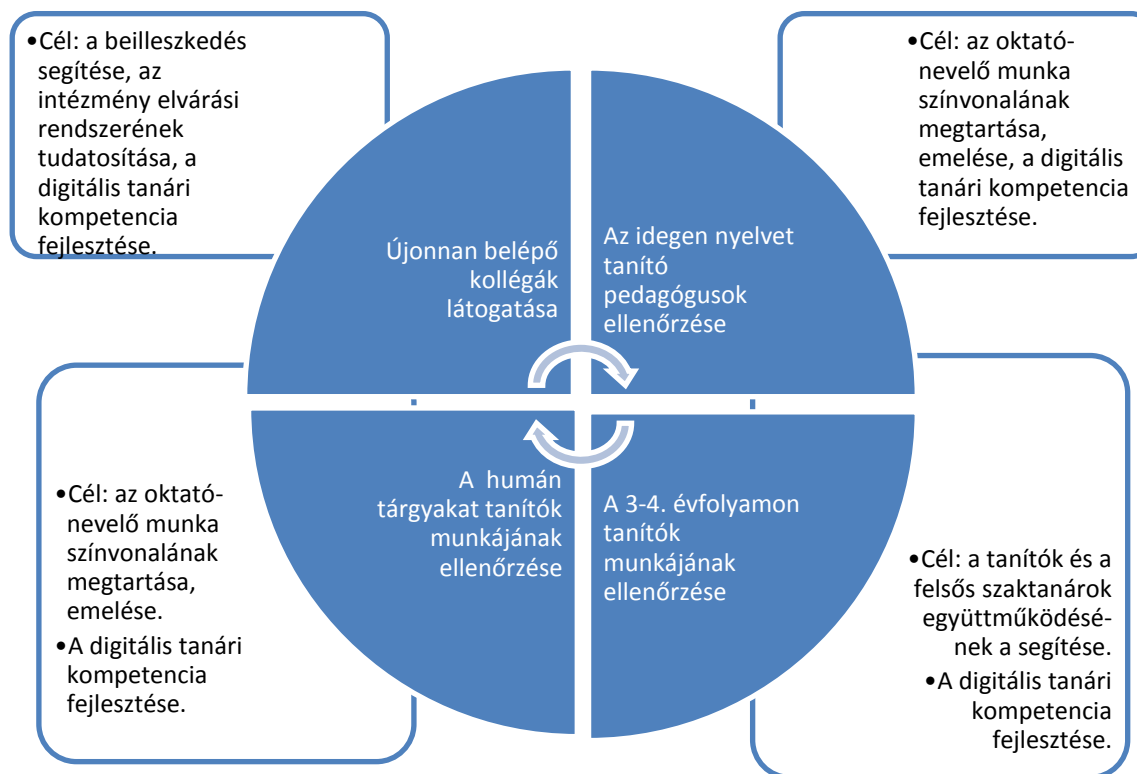 •Cél: a beilleszkedés
segítése, az
intézmény elvárási
rendszerének
tudatosítása, a
digitális tanári
kompetencia
fejlesztése.
Újonnan belépő
kollégák
látogatása
•Cél: az oktató-
nevelő munka
színvonalának
megtartása,
emelése, a digitális
tanári kompetencia
fejlesztése.
Az idegen nyelvet
tanító
pedagógusok
ellenőrzése
•Cél: az oktató-
nevelő munka
színvonalának
megtartása,
emelése.
•A digitális tanári
kompetencia
fejlesztése.
A humán
tárgyakat tanítók
munkájának
ellenőrzése
A 3-4. évfolyamon
tanítók
munkájának
ellenőrzése
•Cél: a tanítók és a
felsős szaktanárok
együttműködésé-
nek a segítése.
•A digitális tanári
kompetencia
fejlesztése.